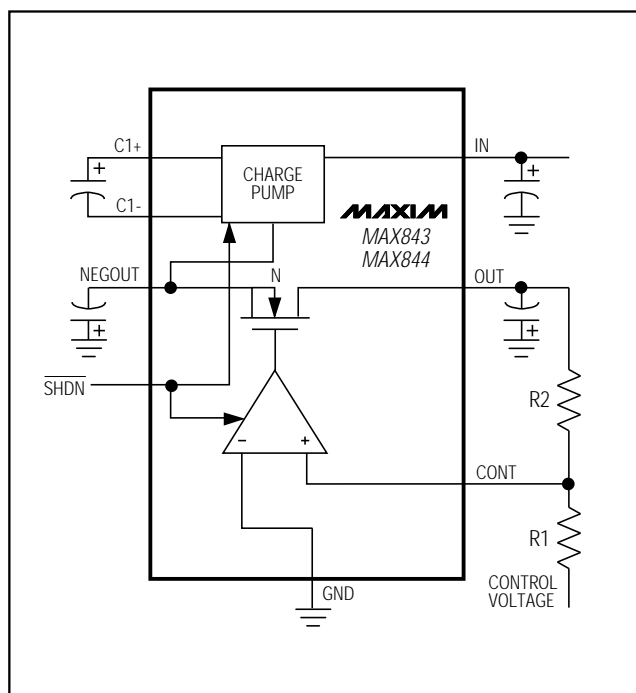 C1+
IN
+
+
CHARGE
PUMP
C1-
MAXIM
MAX843
MAX844
NEGOUT
N
OUT
+
+
SHDN
R2
- +
CONT
R1
CONTROL
VOLTAGE
GND